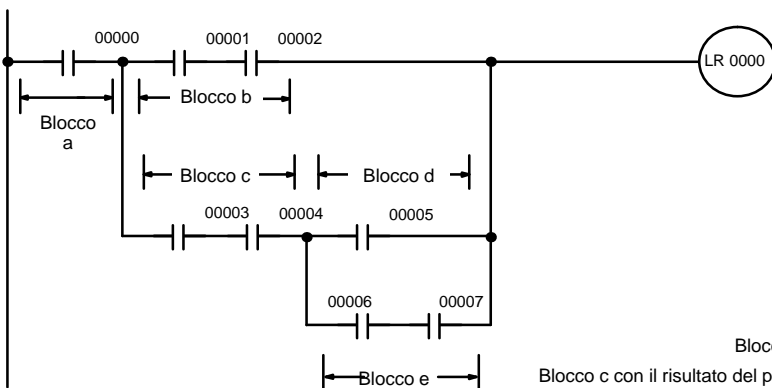 00000
00001
00002
LR 0000
Blocco b
Blocco
a
Blocco c
Blocco d
00003
00004
00005
00006
00007
Blocco e
Blocco c con il risultato del p